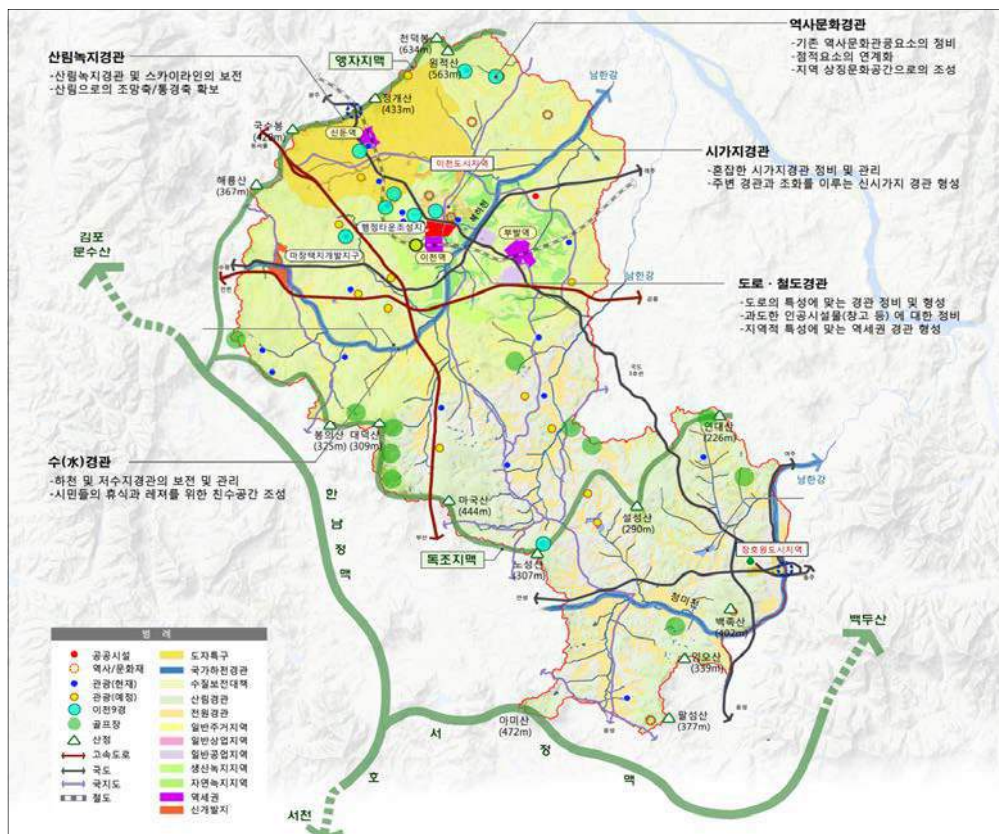 산림녹지경관
-산림녹지경관 및 스카이라인의 보전
-산림으로의 조망축/통경축 확보
역사문화경관
-기존 역사문화관광요소의 정비
-점적요소의 연계화
-지역 상징문화공간으로의 조성
시가지경관
-혼잡한 시가지경관 정비 및 관리
-주변 경관과 조화를 이루는 신시가지 경관 형성
도로·철도경관
-도로의 특성에 맞는 경관 정비 및 형성
-과도한 인공시설물(창고 등)에 대한 정비
-지역적 특성에 맞는 역세권 경관 형성
수(水)경관
-하천 및 저수지경관의 보전 및 관리
-시민들의 휴식과 레져를 위한 친수공간 조성
천덕봉
(634m)
원적산
(563m)
앵자지맥
정개산
(433m)
국수봉
해룡산
(367m)
신둔역
이천도시지역
남한강
복하천
행정타운조성지
이천역
부발역
마장택지개발지구
김포
문수산
남한강
국도
3호선
봉의산
(325m)
대덕산
(309m)
마국산
(444m)
독조지맥
노성산
(307m)
설성산
(290m)
연대산
(226m)
남한강
장호원도시지역
청미천
백족산
(402m)
임오산
(339m)
팔성산
(377m)
아미산
(472m)
백두산
한남정맥
호서정맥
서천
범 례
공공시설
역사/문화재
관광(현재)
관광(예정)
이천9경
골프장
산정
고속도로
국도
국지도
철도
도자특구
국가하천경관
수질보전대책
산림경관
전원경관
일반주거지역
일반상업지역
일반공업지역
생산녹지지역
자연녹지지역
역세권
신개발지